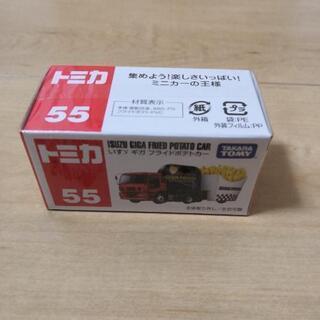 トミカ
55
集めよう!楽しさいっぱい!
ミニカーの王様
材質表示
紙
外箱
プラ
袋:PE
外装フィルム:PP
トミカ
55
ISUZU GIGA FRIED POTATO CAR
いすゞ ギガ フライドポテトカー
TAKARA
TOMY